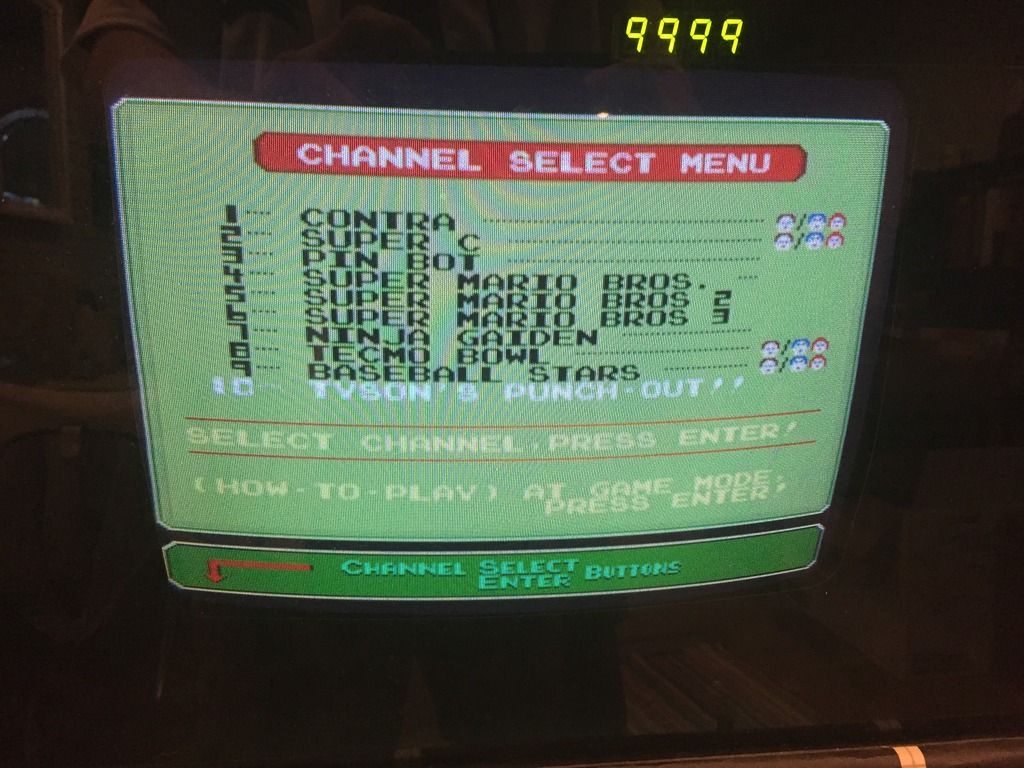 9999
CHANNEL SELECT MENU
1 CONTRA
2 SUPER C
3 PIN BOT
4 SUPER MARIO BROS.
5 SUPER MARIO BROS 2
6 SUPER MARIO BROS 3
7 NINJA GAIDEN
8 TECMO BOWL
9 BASEBALL STARS
10 TYSON'S PUNCH-OUT!!
SELECT CHANNEL, PRESS ENTER!
(HOW-TO-PLAY) AT GAME MODE;
PRESS ENTER;
CHANNEL SELECT BUTTONS
ENTER